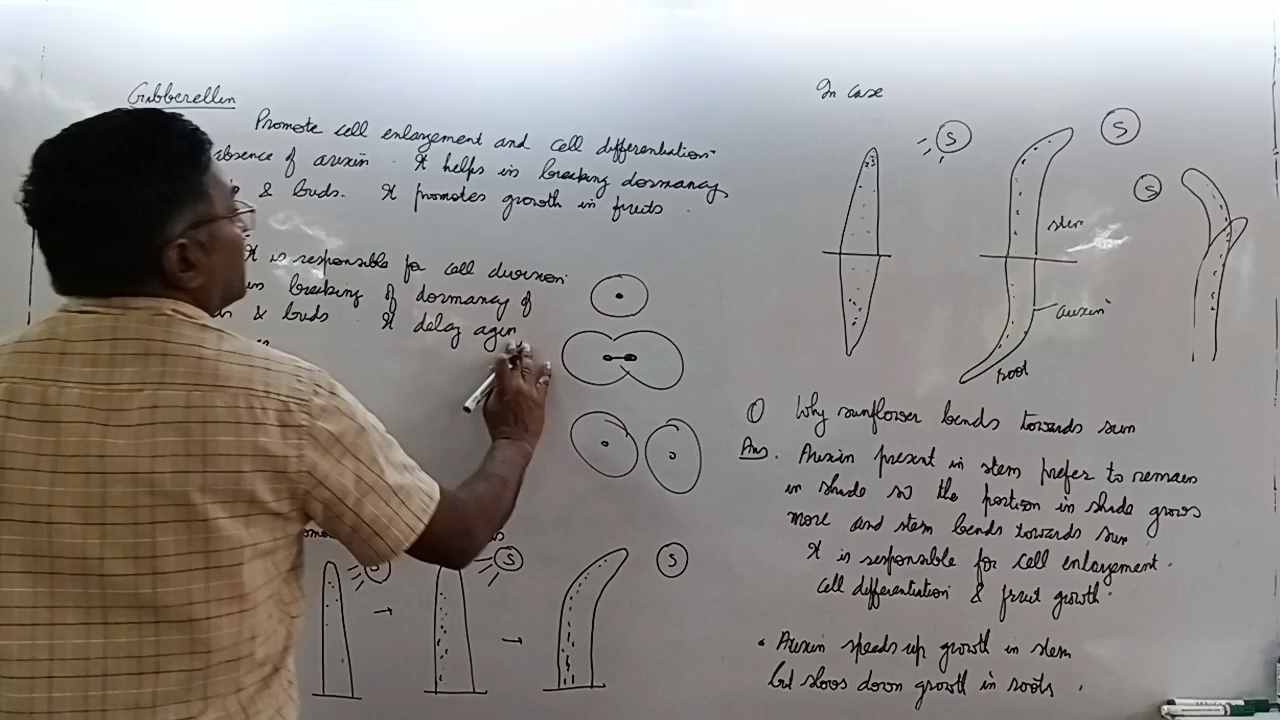 Gibberellin
Promote cell enlargement and cell differentiation
absence of auxin. It helps in breaking dormancy
& buds. It promotes growth in fruits.
It is responsible for cell division
breaking of dormancy of
& buds. It delay agin
S
S
S
In case
S
S
S
stem
auxin
root
Q Why sunflower bends towards sun
Ans. Auxin present in stem prefer to remain
in shade so the portion in shade grows
more and stem bends towards sun
It is responsible for cell enlargement.
cell differentiation & fruit growth.
• Auxin speeds up growth in stem
but slows down growth in roots.